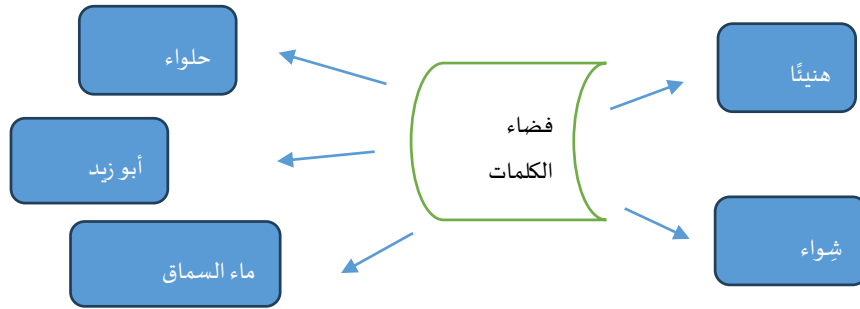 حلواء
هنيئًا
فضاء
الكلمات
أبو زيد
شِواء
ماء السماق